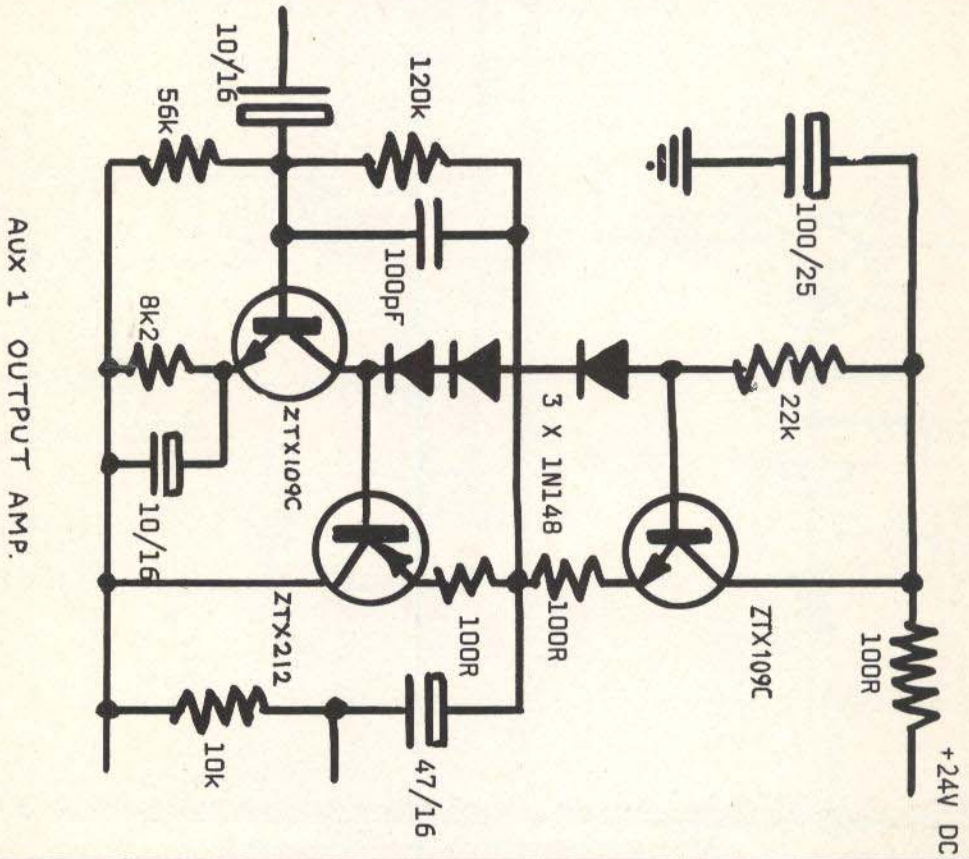 +24V DC
100R
100/25
22k
ZTX109C
120k
10/16
3 X 1N148
100R
100pF
100R
56k
47/16
ZTX109C
8k2
ZTX212
10/16
10k
AUX 1 OUTPUT AMP.